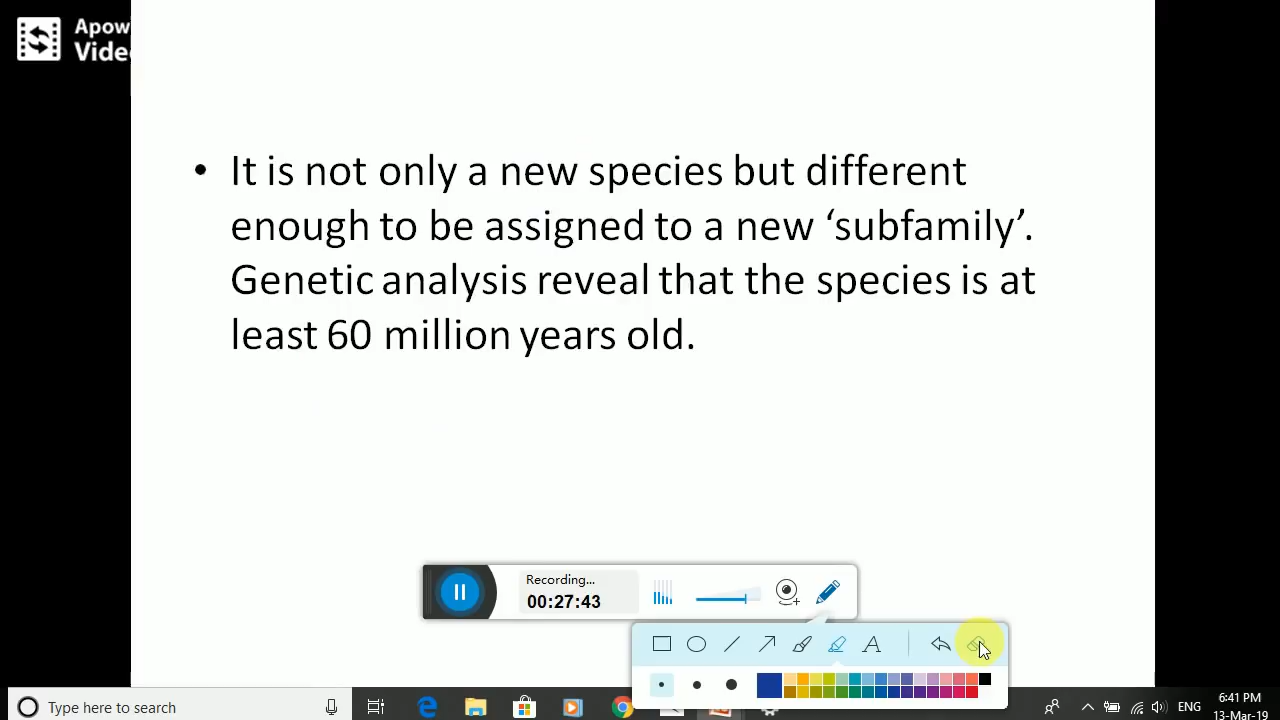 Apow
Vide
• It is not only a new species but different
enough to be assigned to a new ‘subfamily’.
Genetic analysis reveal that the species is at
least 60 million years old.
Recording...
00:27:43
A
Type here to search
ENG
6:41 PM
13-Mar-19